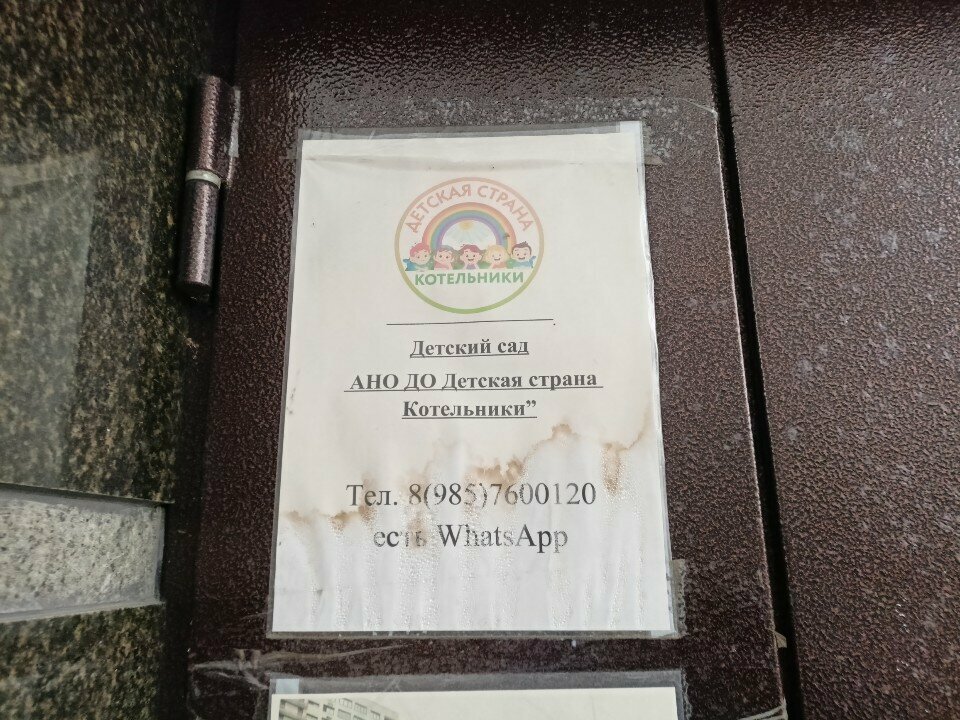 ДЕТСКАЯ СТРАНА
КОТЕЛЬНИКИ
Детский сад
АНО ДО Детская страна
Котельники”
Тел. 8(985)7600120
есть WhatsApp